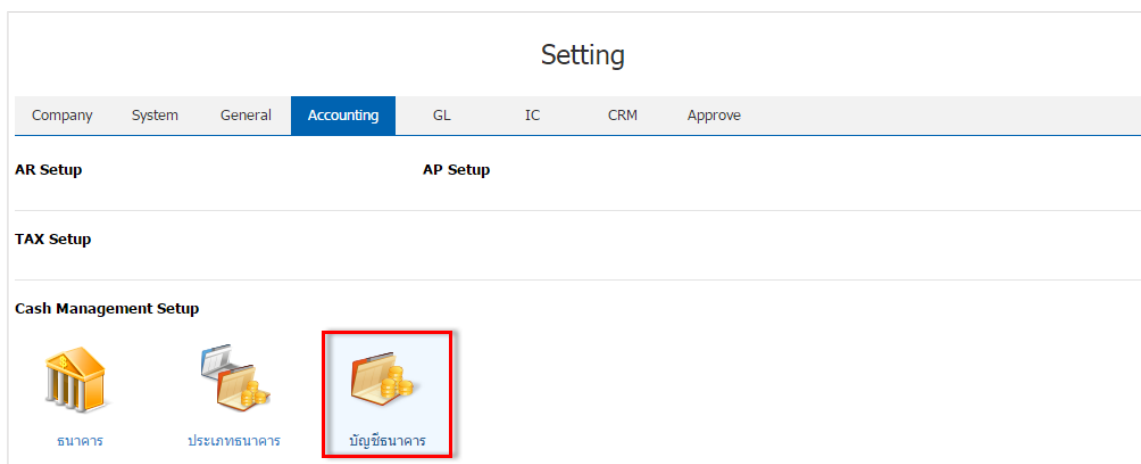 Setting
Company System General Accounting GL IC CRM Approve
AR Setup AP Setup
TAX Setup
Cash Management Setup
ธนาคาร ประเภทธนาคาร บัญชีธนาคาร